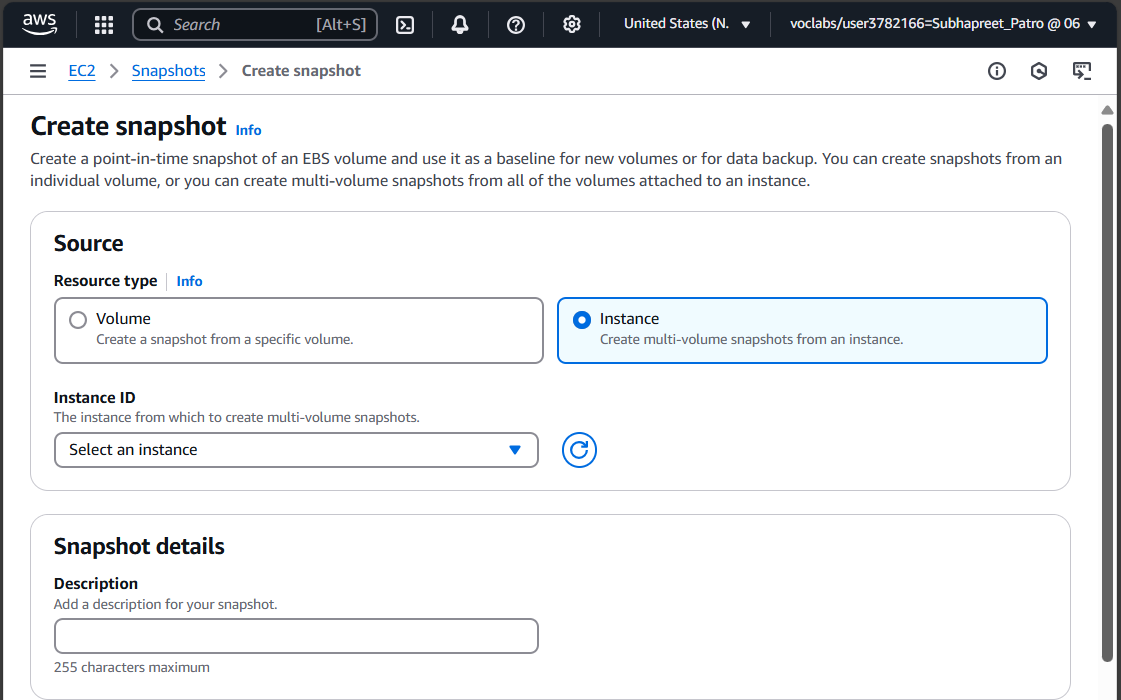 aws
Search [Alt+S]
United States (N.
voclabs/user3782166=Subhapreet_Patro @ 06
EC2 > Snapshots > Create snapshot
Create snapshot Info
Create a point-in-time snapshot of an EBS volume and use it as a baseline for new volumes or for data backup. You can create snapshots from an
individual volume, or you can create multi-volume snapshots from all of the volumes attached to an instance.
Source
Resource type Info
Volume
Create a snapshot from a specific volume.
Instance
Create multi-volume snapshots from an instance.
Instance ID
The instance from which to create multi-volume snapshots.
Select an instance
Snapshot details
Description
Add a description for your snapshot.
255 characters maximum